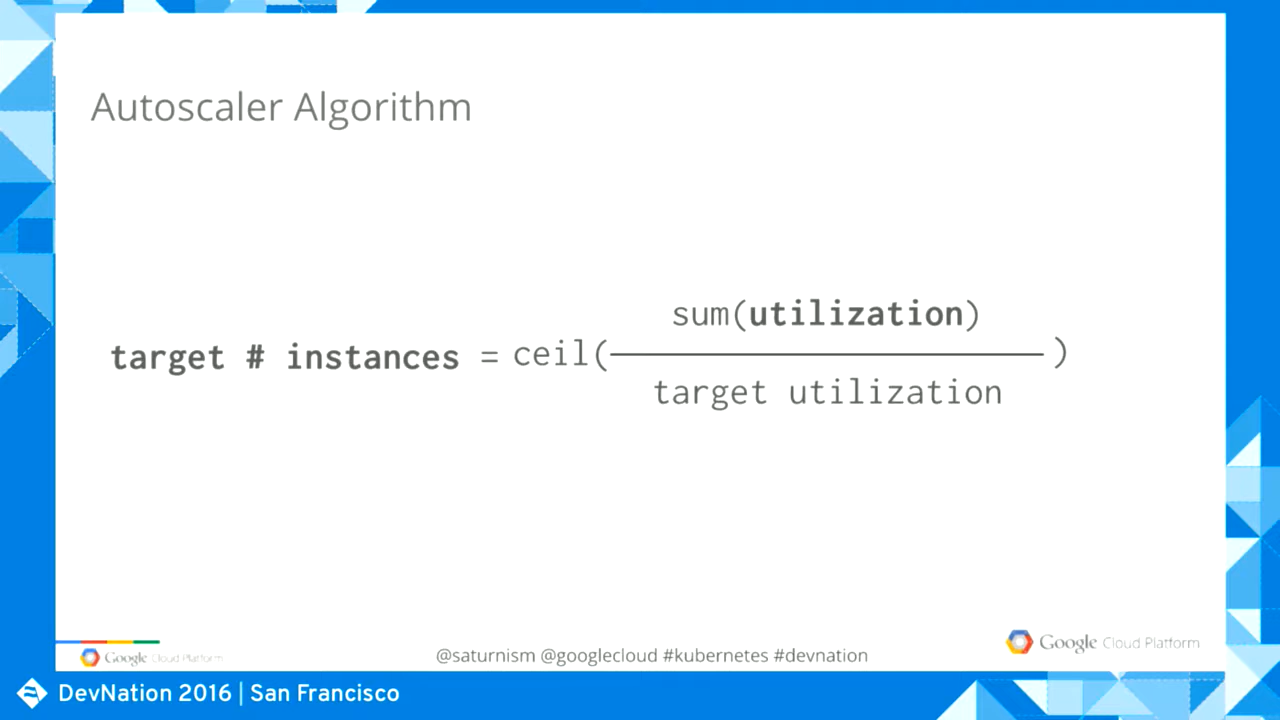 Autoscaler Algorithm
sum(utilization)
target # instances = ceil(————————)
target utilization
Google Cloud Platform
@saturnism @googlecloud #kubernetes #devnation
Google Cloud Platform
DevNation 2016 | San Francisco